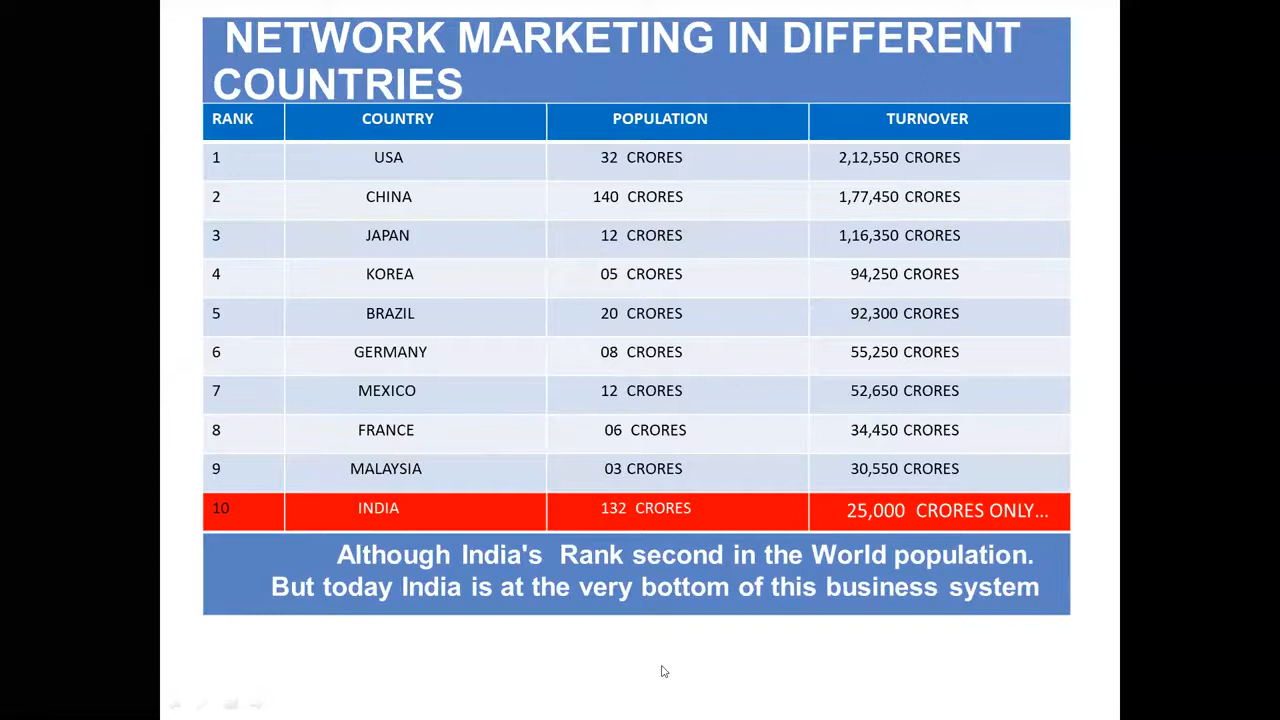 NETWORK MARKETING IN DIFFERENT
COUNTRIES
RANK COUNTRY POPULATION TURNOVER
1 USA 32 CRORES 2,12,550 CRORES
2 CHINA 140 CRORES 1,77,450 CRORES
3 JAPAN 12 CRORES 1,16,350 CRORES
4 KOREA 05 CRORES 94,250 CRORES
5 BRAZIL 20 CRORES 92,300 CRORES
6 GERMANY 08 CRORES 55,250 CRORES
7 MEXICO 12 CRORES 52,650 CRORES
8 FRANCE 06 CRORES 34,450 CRORES
9 MALAYSIA 03 CRORES 30,550 CRORES
10 INDIA 132 CRORES 25,000 CRORES ONLY...
Although India's Rank second in the World population.
But today India is at the very bottom of this business system